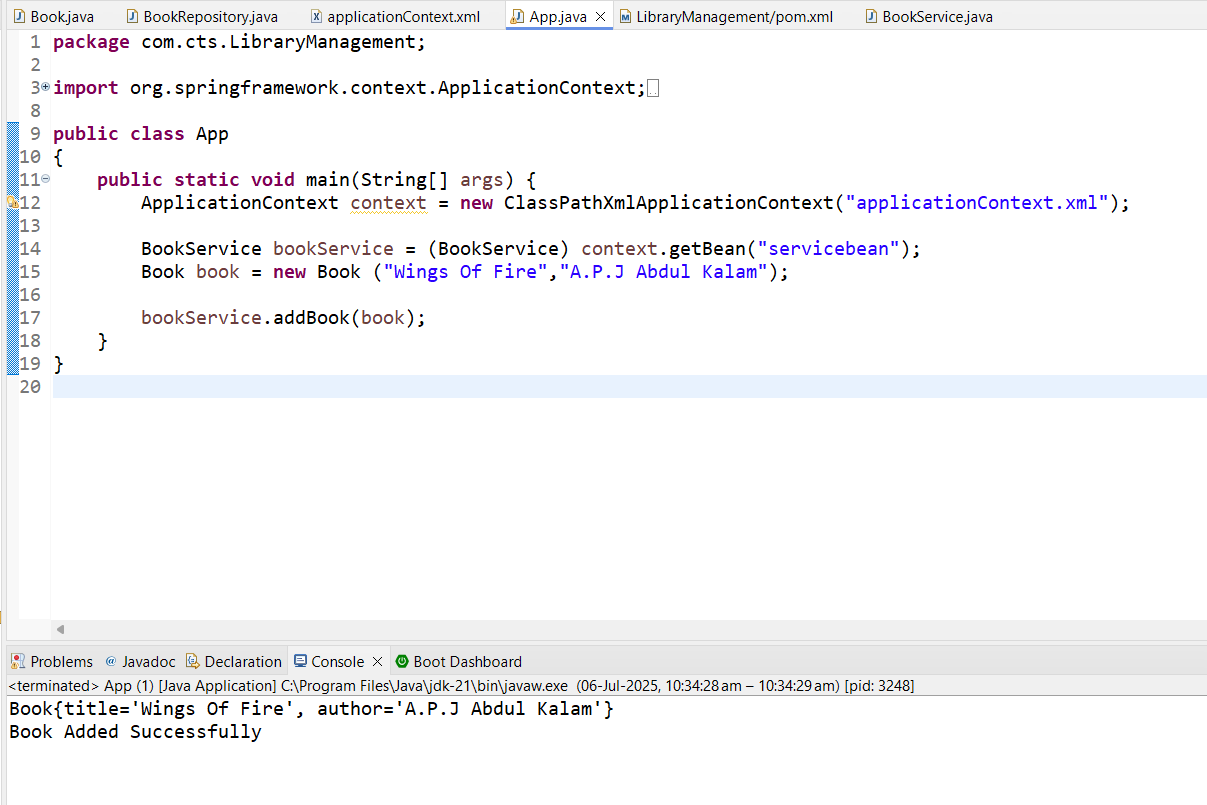 Book.java BookRepository.java applicationContext.xml App.java LibraryManagement/pom.xml BookService.java
1 package com.cts.LibraryManagement;
2
3 import org.springframework.context.ApplicationContext;
8
9 public class App
10 {
11 public static void main(String[] args) {
12 ApplicationContext context = new ClassPathXmlApplicationContext("applicationContext.xml");
13
14 BookService bookService = (BookService) context.getBean("servicebean");
15 Book book = new Book ("Wings Of Fire","A.P.J Abdul Kalam");
16
17 bookService.addBook(book);
18 }
19 }
20
Problems @ Javadoc Declaration Console Boot Dashboard
<terminated> App (1) [Java Application] C:\Program Files\Java\jdk-21\bin\javaw.exe (06-Jul-2025, 10:34:28 am – 10:34:29 am) [pid: 3248]
Book{title='Wings Of Fire', author='A.P.J Abdul Kalam'}
Book Added Successfully